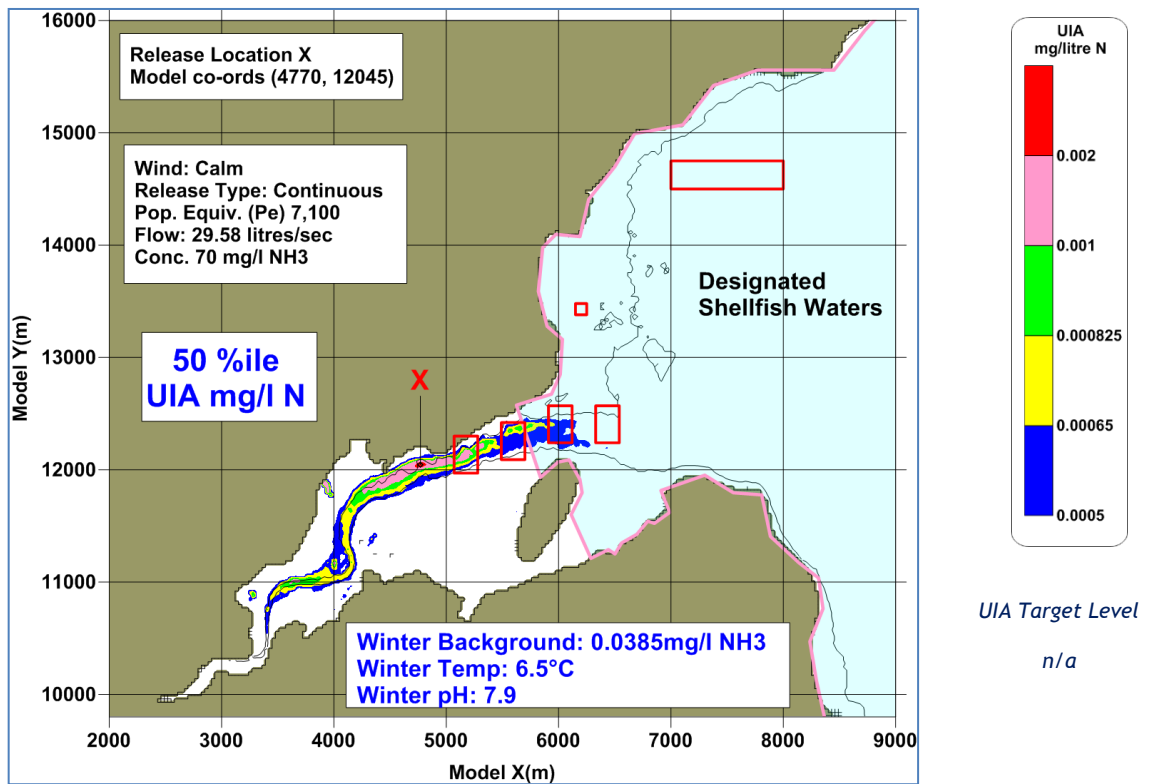 Release Location X
Model co-ords (4770, 12045)
Wind: Calm
Release Type: Continuous
Pop. Equiv. (Pe) 7,100
Flow: 29.58 litres/sec
Conc. 70 mg/l NH3
50 %ile
UIA mg/l N
X
Designated
Shellfish Waters
Winter Background: 0.0385mg/l NH3
Winter Temp: 6.5°C
Winter pH: 7.9
Model Y(m)
16000
15000
14000
13000
12000
11000
10000
2000 3000 4000 5000 6000 7000 8000 9000
Model X(m)
UIA
mg/litre N
0.002
0.001
0.000825
0.00065
0.0005
UIA Target Level
n/a